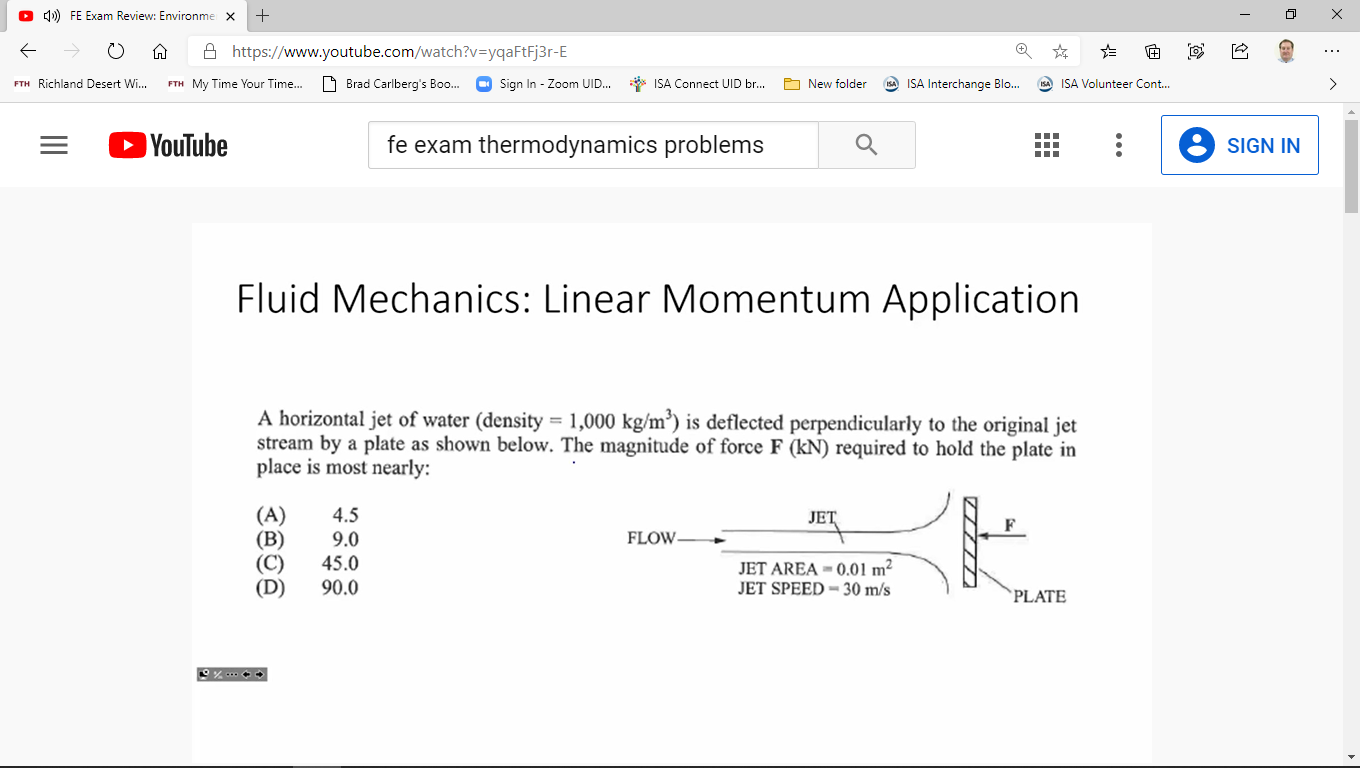 FE Exam Review: Environme
https://www.youtube.com/watch?v=yqaFtFj3r-E
FTH Richland Desert Wi...
FTH My Time Your Time...
Brad Carlberg's Boo...
Sign In - Zoom UID...
ISA Connect UID br...
New folder
ISA ISA Interchange Blo...
ISA ISA Volunteer Cont...
YouTube
fe exam thermodynamics problems
SIGN IN
Fluid Mechanics: Linear Momentum Application
A horizontal jet of water (density = 1,000 kg/m³) is deflected perpendicularly to the original jet
stream by a plate as shown below. The magnitude of force F (kN) required to hold the plate in
place is most nearly:
(A) 4.5
(B) 9.0
(C) 45.0
(D) 90.0
JET
F
FLOW
JET AREA = 0.01 m²
JET SPEED = 30 m/s
PLATE